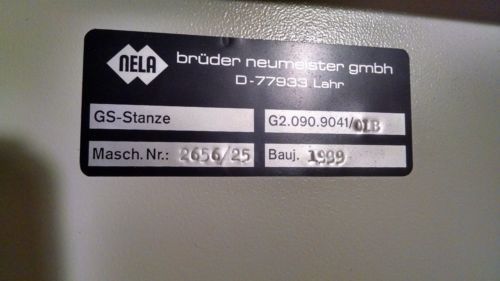 NELA
brüder neumeister gmbh
D-77933 Lahr
GS-Stanze G2.090.9041/01B
Masch. Nr.: 2656/25 Bauj. 1999